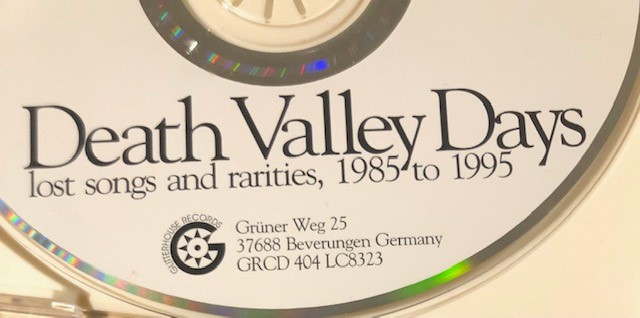 Death Valley Days
lost songs and rarities, 1985 to 1995
GLITTERHOUSE RECORDS
Grüner Weg 25
37688 Beverungen Germany
GRCD 404 LC8323